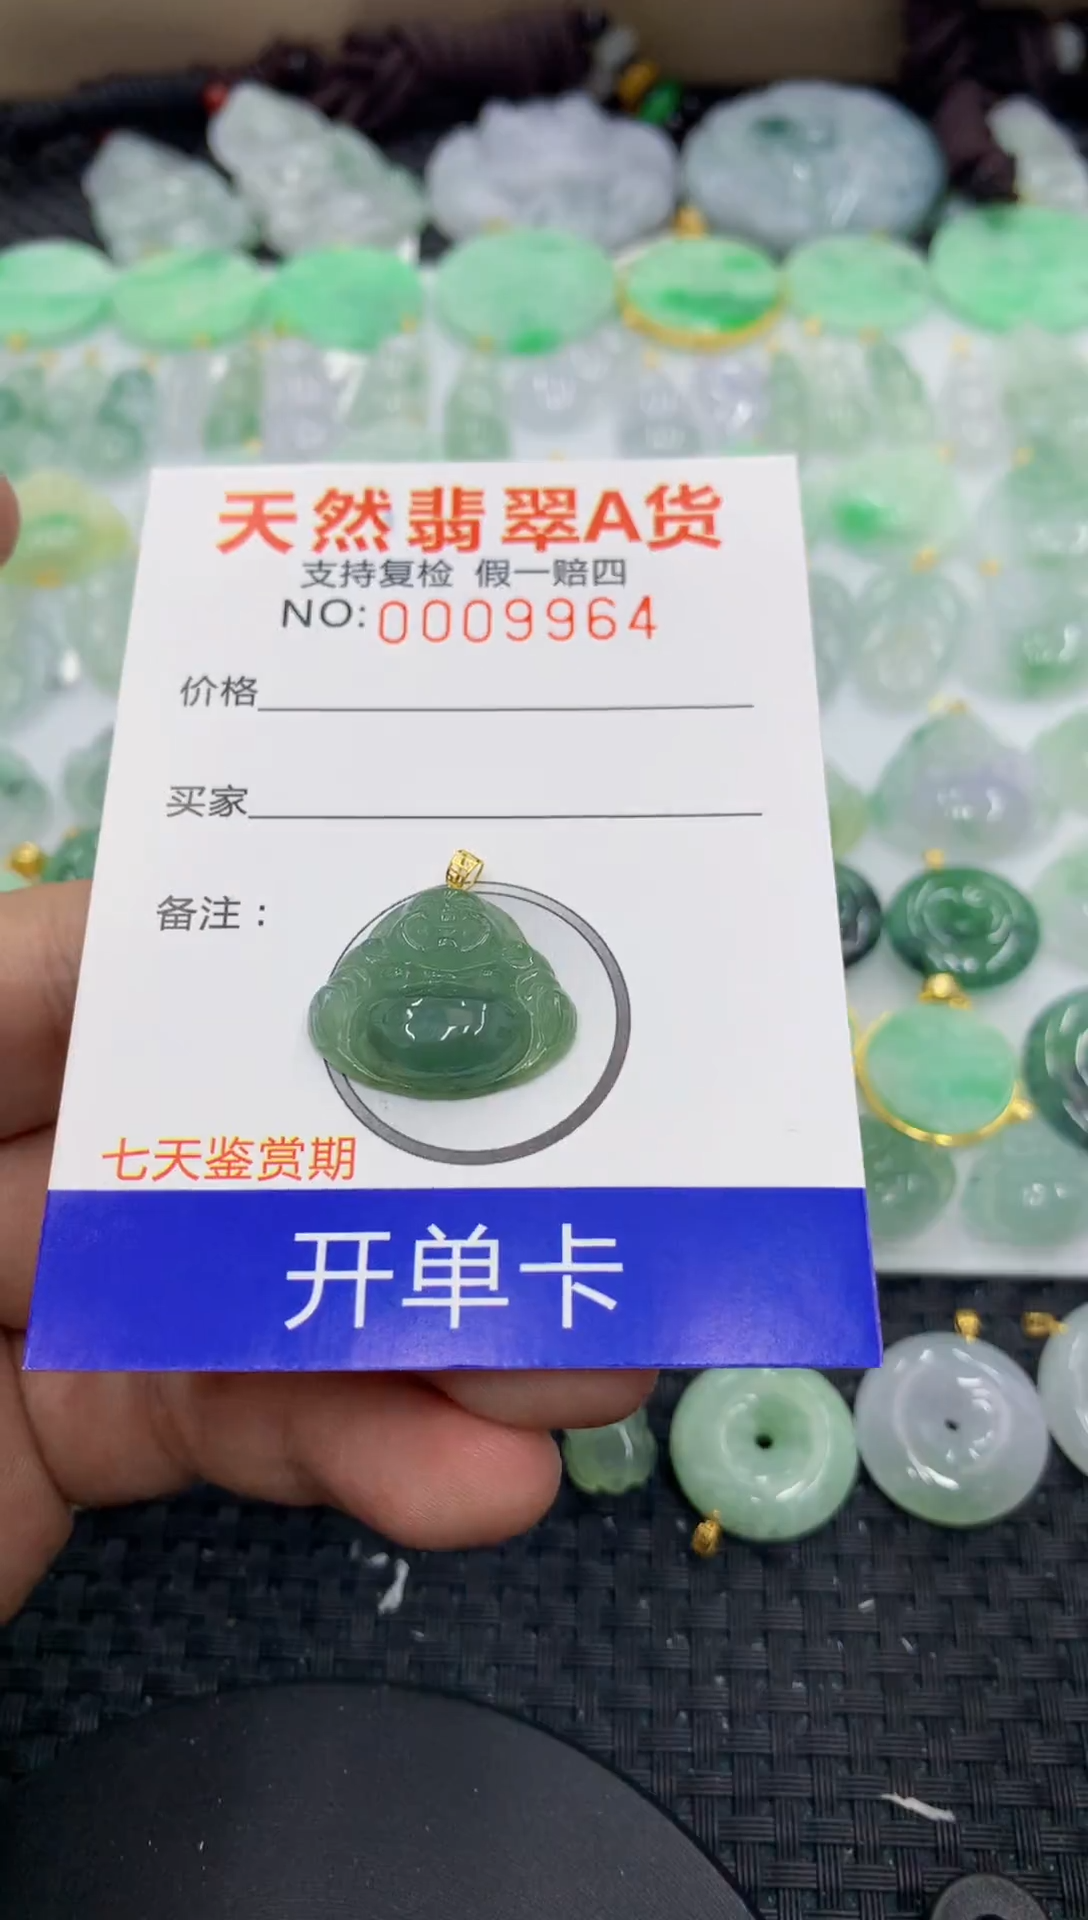 天然翡翠A货
支持复检 假一赔四
NO:0009964
价格
买家
备注：
七天鉴赏期
开单卡